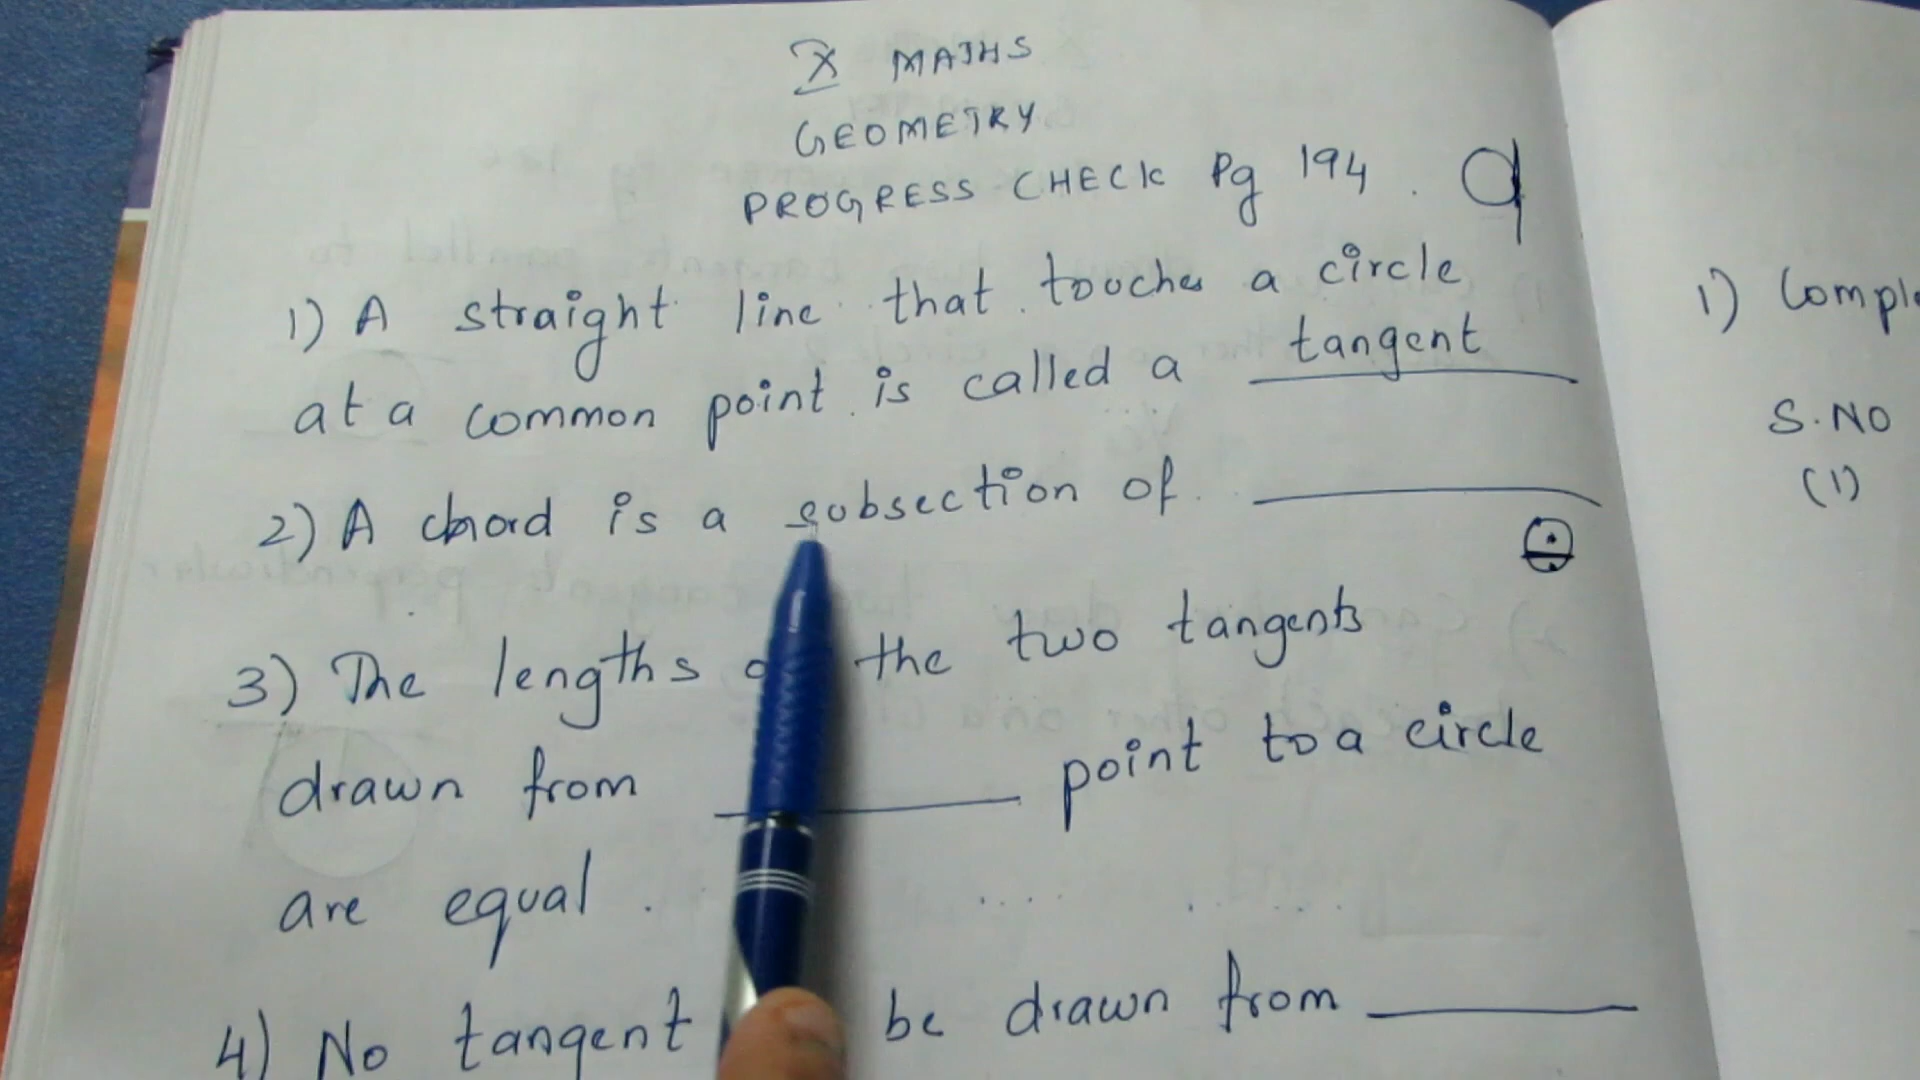 X MATHS
GEOMETRY
PROGRESS CHECK Pg 194.
1) A straight line that touches a circle
at a common point is called a tangent
2) A chord is a subsection of
3) The lengths the two tangents
drawn from point to a circle
are equal.
4) No tangent be drawn from
1)
S.NO
(1)